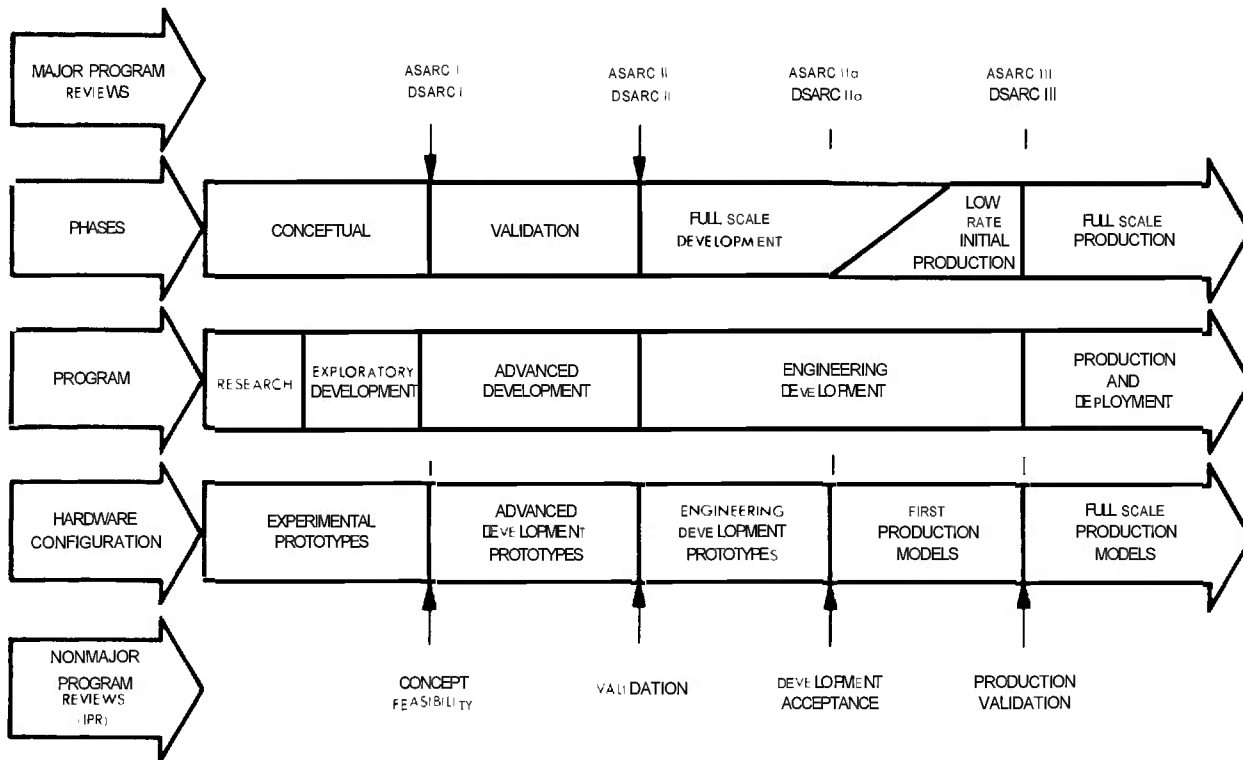 MAJOR PROGRAM
REVIEWS
ASARC I
DSARC I
ASARC II
DSARC II
ASARC IIa
DSARC IIa
ASARC III
DSARC III
PHASES
CONCEFTUAL
VALIDATION
FULL SCALE
DEVELOPMENT
LOW
RATE
INITIAL
PRODUCTION
FULL SCALE
PRODUCTION
PROGRAM
RESEARCH
EXPLORATORY
DEVELOPMENT
ADVANCED
DEVELOPMENT
ENGINEERING
DEVELOPMENT
PRODUCTION
AND
DEPLOYMENT
HARDWARE
CONFIGURATION
EXPERIMENTAL
PROTOTYPES
ADVANCED
DEVELOPMENT
PROTOTYPES
ENGINEERING
DEVELOPMENT
PROTOTYPES
FIRST
PRODUCTION
MODELS
FULL SCALE
PRODUCTION
MODELS
NONMAJOR
PROGRAM
REVIEWS
(IPR)
CONCEPT
FEASIBILITY
VALIDATION
DEVELOPMENT
ACCEPTANCE
PRODUCTION
VALIDATION